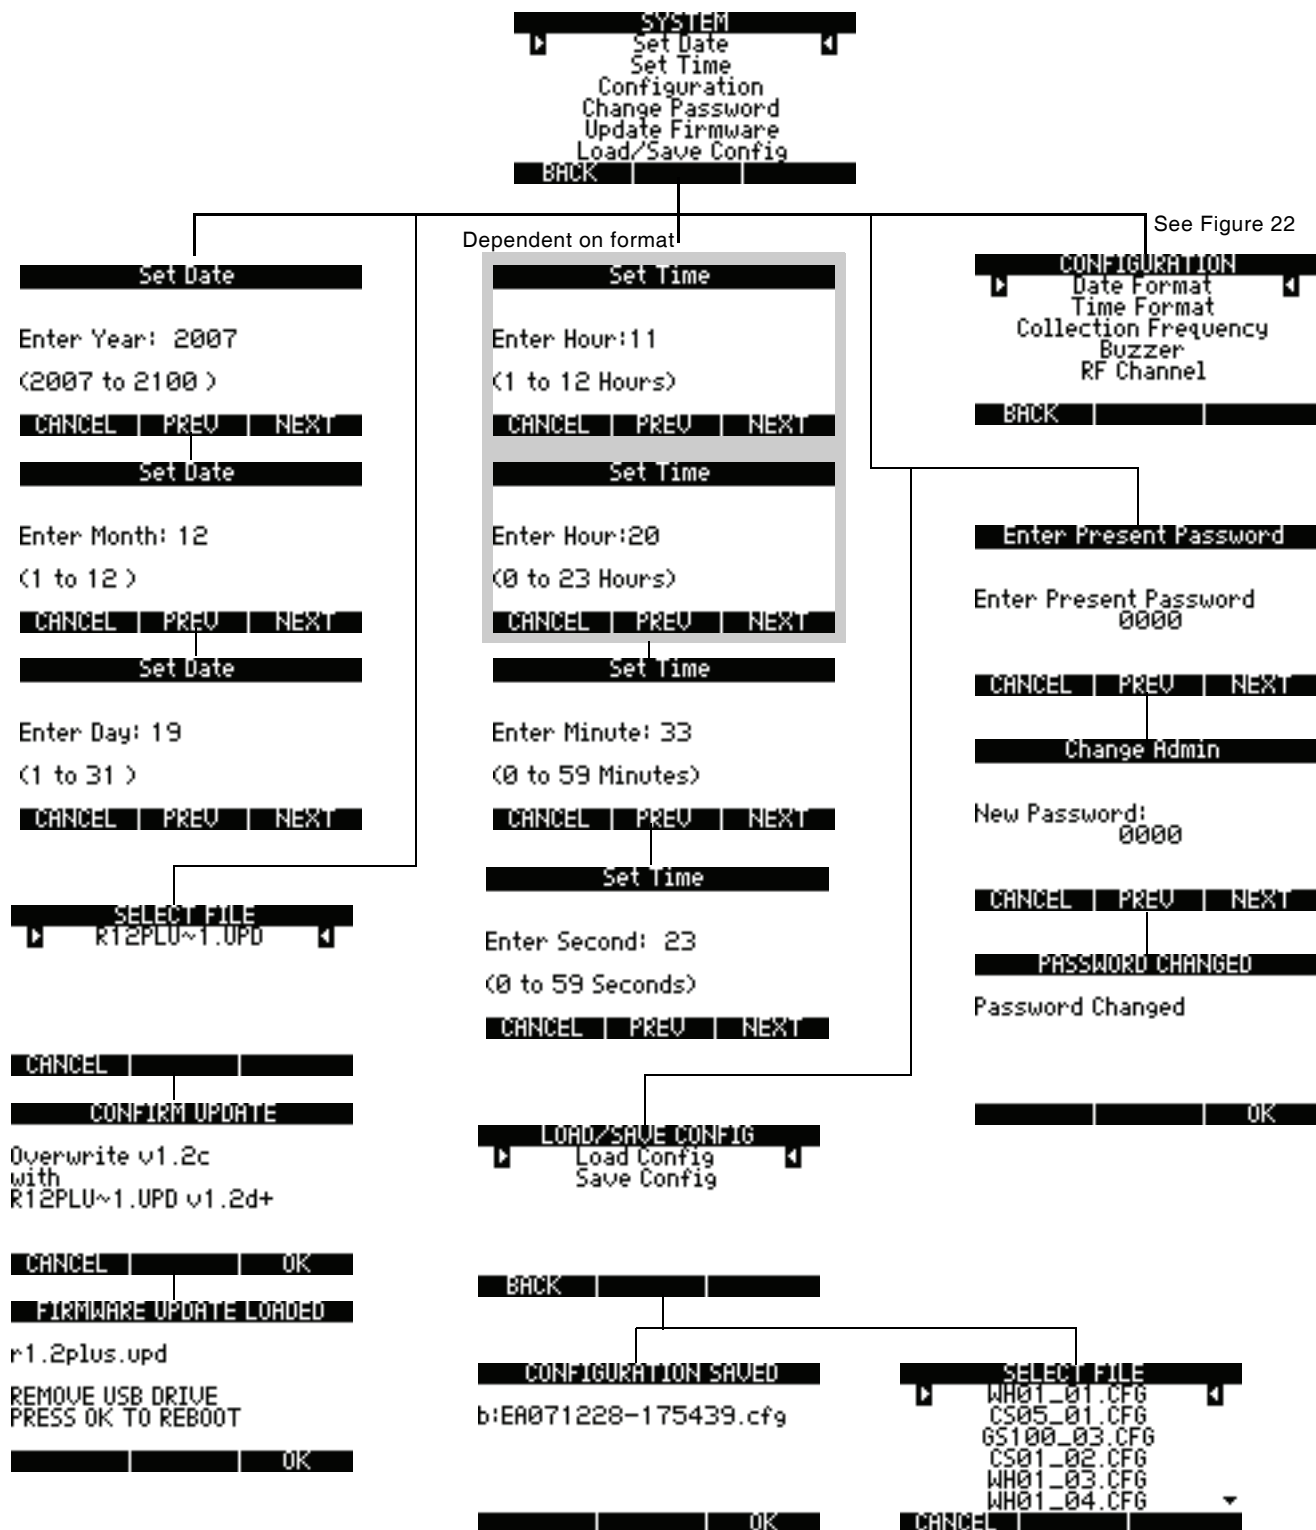 SYSTEM
Set Date
Set Time
Configuration
Change Password
Update Firmware
Load/Save Config
BACK
See Figure 22
Dependent on format
Set Date
Enter Year: 2007
(2007 to 2100 )
CANCEL | PREV | NEXT
Set Date
Enter Month: 12
(1 to 12 )
CANCEL | PREV | NEXT
Set Date
Enter Day: 19
(1 to 31 )
CANCEL | PREV | NEXT
SELECT FILE
R12PLU~1.UPD
CANCEL
CONFIRM UPDATE
Overwrite v1.2c
with
R12PLU~1.UPD v1.2d+
CANCEL | | OK
FIRMWARE UPDATE LOADED
r1.2plus.upd
REMOVE USB DRIVE
PRESS OK TO REBOOT
OK
Set Time
Enter Hour:11
(1 to 12 Hours)
CANCEL | PREV | NEXT
Set Time
Enter Hour:20
(0 to 23 Hours)
CANCEL | PREV | NEXT
Set Time
Enter Minute: 33
(0 to 59 Minutes)
CANCEL | PREV | NEXT
Set Time
Enter Second: 23
(0 to 59 Seconds)
CANCEL | PREV | NEXT
LOAD/SAVE CONFIG
Load Config
Save Config
BACK
CONFIGURATION SAVED
b:EA071228-175439.cfg
OK
SELECT FILE
WH01_01.CFG
CS05_01.CFG
GS100_03.CFG
CS01_02.CFG
WH01_03.CFG
WH01_04.CFG
CANCEL
CONFIGURATION
Date Format
Time Format
Collection Frequency
Buzzer
RF Channel
BACK
Enter Present Password
Enter Present Password
0000
CANCEL | PREV | NEXT
Change Admin
New Password:
0000
CANCEL | PREV | NEXT
PASSWORD CHANGED
Password Changed
OK